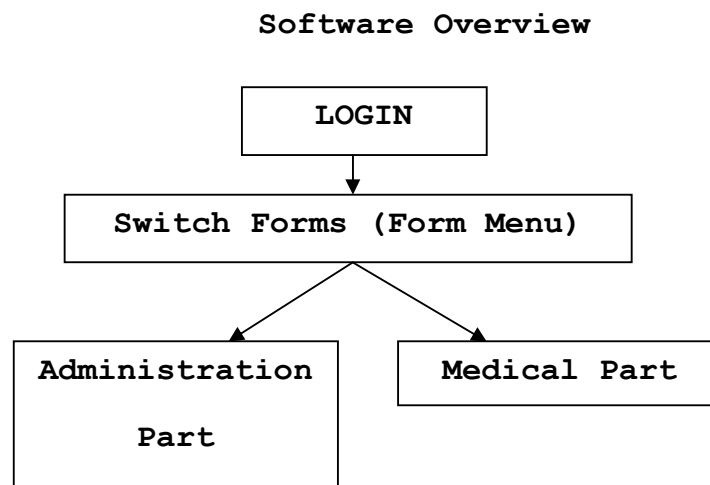 Software Overview
LOGIN
Switch Forms (Form Menu)
Administration
Part
Medical Part